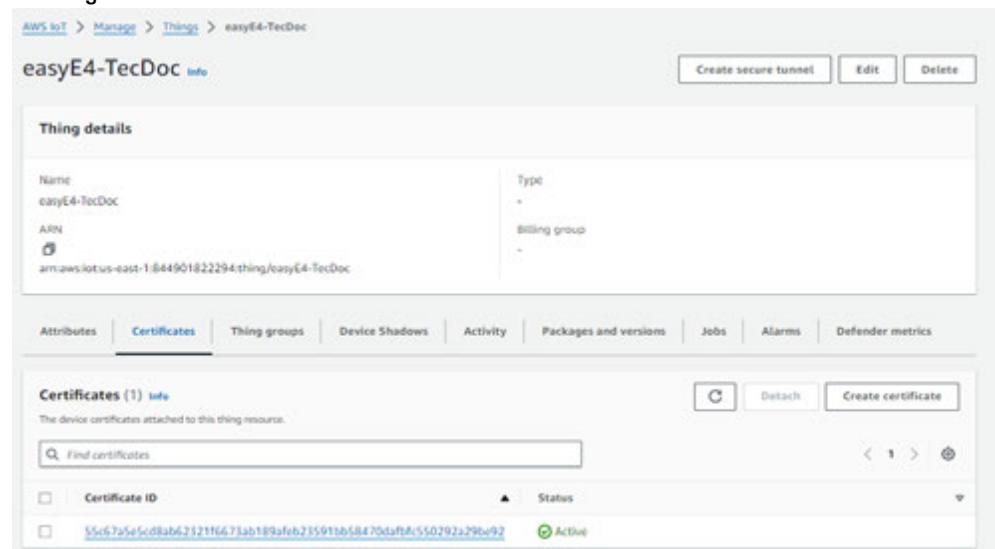 AWS IoT > Manage > Things > easyE4-TecDoc
easyE4-TecDoc Info
Create secure tunnel Edit Delete
Thing details
Name
easyE4-TecDoc
ARN
arn:aws:iot:us-east-1:844901822294:thing/easyE4-TecDoc
Type
-
Billing group
-
Attributes Certificates Thing groups Device Shadows Activity Packages and versions Jobs Alarms Defender metrics
Certificates (1) Info
Detach Create certificate
The device certificates attached to this thing resource.
Find certificates
< 1 >
Certificate ID Status
Active